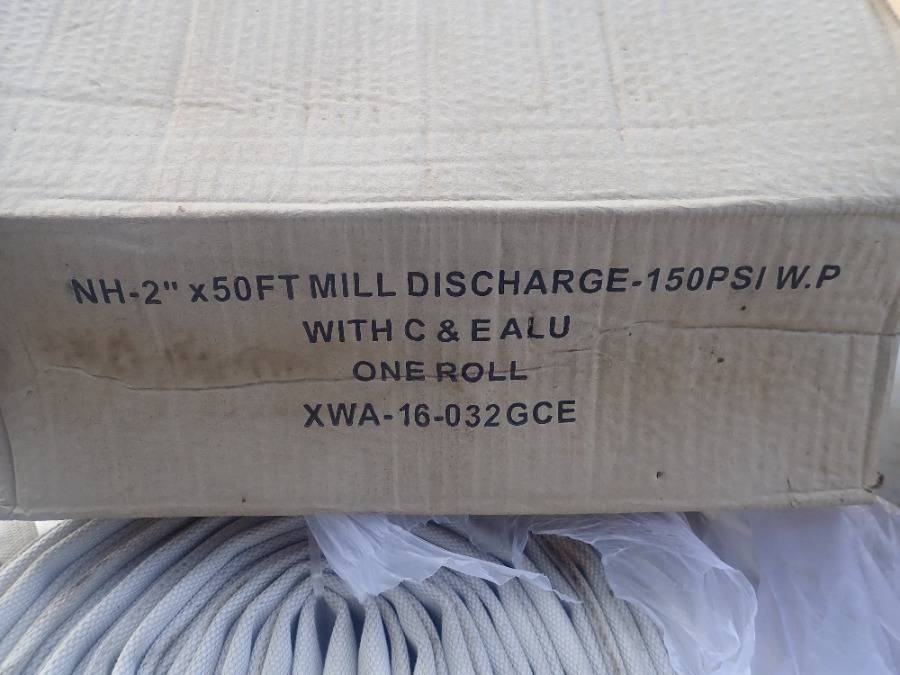 NH-2" x50FT MILL DISCHARGE-150PSI W.P
WITH C & E ALU
ONE ROLL
XWA-16-032GCE